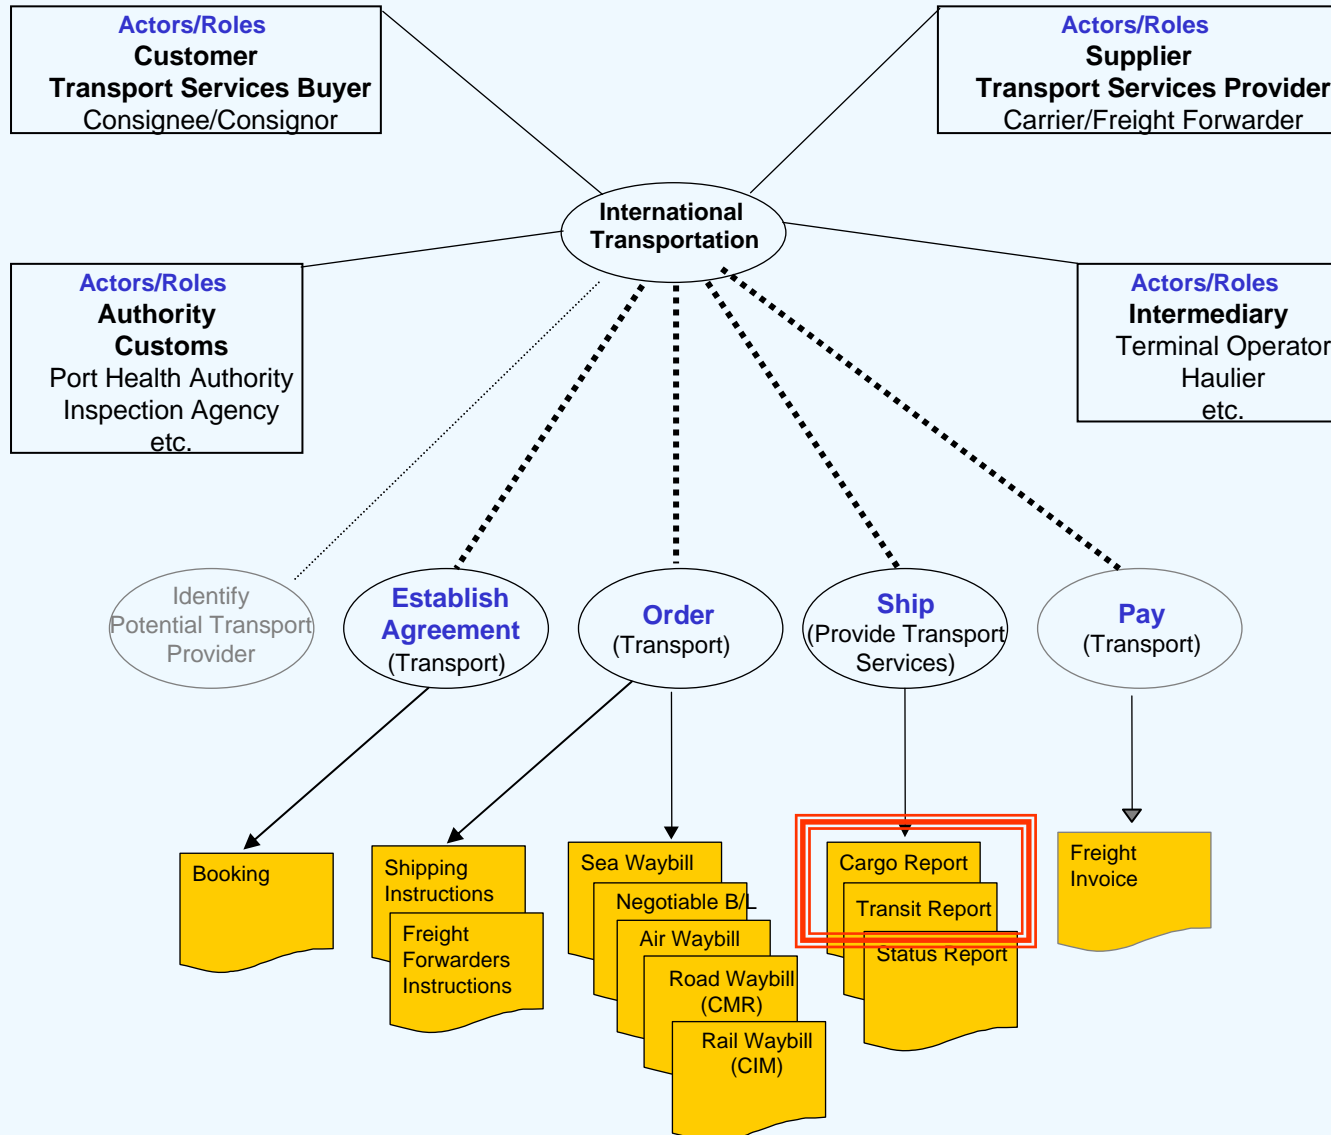 Actors/Roles
Customer
Transport Services Buyer
Consignee/Consignor
Actors/Roles
Supplier
Transport Services Provider
Carrier/Freight Forwarder
International
Transportation
Actors/Roles
Authority
Customs
Port Health Authority
Inspection Agency
etc.
Actors/Roles
Intermediary
Terminal Operator
Haulier
etc.
Identify
Potential Transport
Provider
Establish
Agreement
(Transport)
Order
(Transport)
Ship
(Provide Transport
Services)
Pay
(Transport)
Booking
Shipping
Instructions
Freight
Forwarders
Instructions
Sea Waybill
Negotiable B/L
Air Waybill
Road Waybill
(CMR)
Rail Waybill
(CIM)
Cargo Report
Transit Report
Status Report
Freight
Invoice